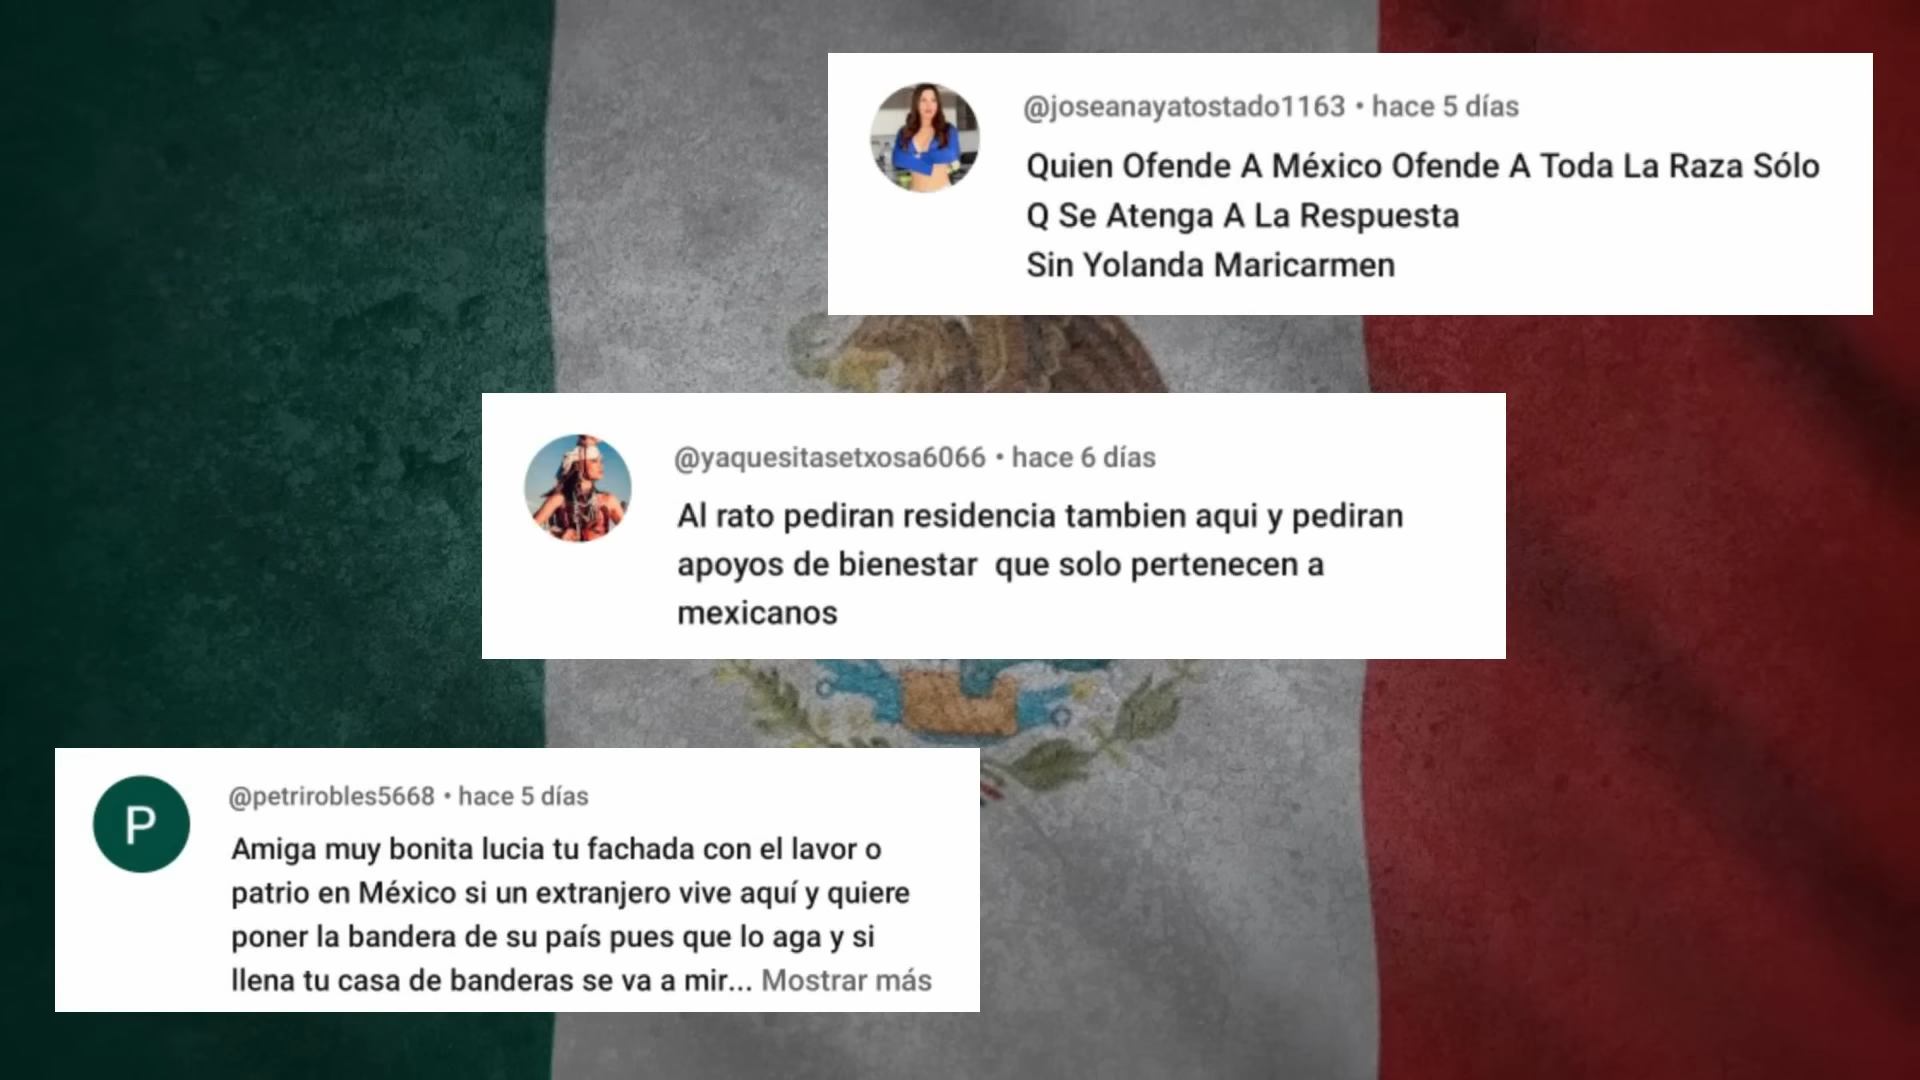 @joseanayatostado1163 • hace 5 días
Quien Ofende A México Ofende A Toda La Raza Sólo
Q Se Atenga A La Respuesta
Sin Yolanda Maricarmen
@yaquesitasetxosa6066 • hace 6 días
Al rato pediran residencia tambien aqui y pediran
apoyos de bienestar  que solo pertenecen a
mexicanos
P
@petrirobles5668 • hace 5 días
Amiga muy bonita lucia tu fachada con el lavor o
patrio en México si un extranjero vive aquí y quiere
poner la bandera de su país pues que lo aga y si
llena tu casa de banderas se va a mir... Mostrar más